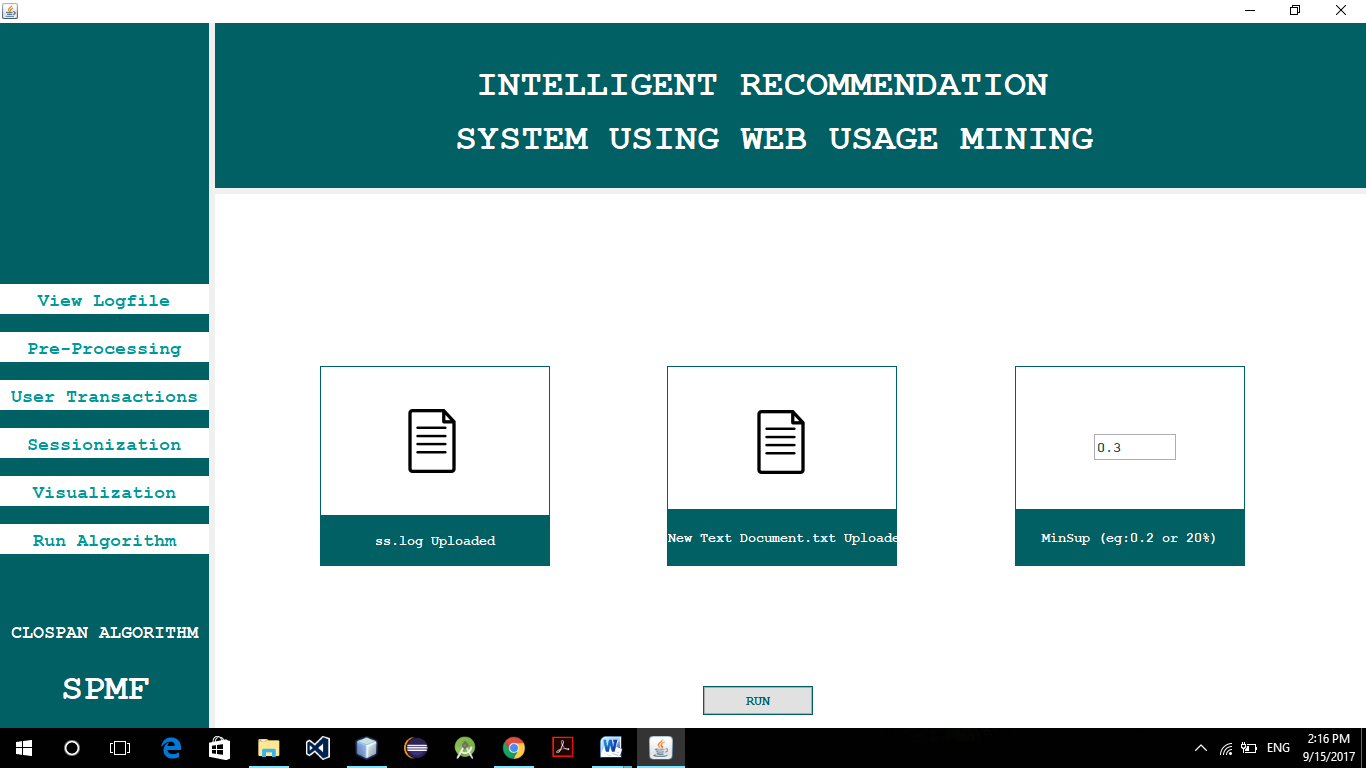 INTELLIGENT RECOMMENDATION
SYSTEM USING WEB USAGE MINING
View Logfile
Pre-Processing
User Transactions
Sessionization
Visualization
Run Algorithm
CLOSPAN ALGORITHM
SPMF
0.3
ss.log Uploaded
New Text Document.txt Uploade
MinSup (eg:0.2 or 20%)
RUN
ENG
2:16 PM
9/15/2017